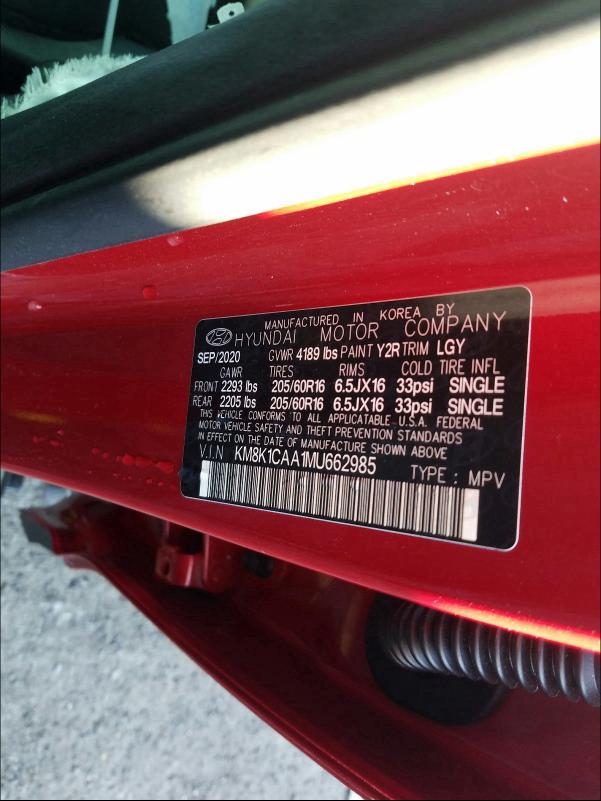 MANUFACTURED IN KOREA BY
HYUNDAI MOTOR COMPANY
SEP/2020 GVWR 4189 lbs PAINT Y2R TRIM LGY
GAWR TIRES RIMS COLD TIRE INFL
FRONT 2293 lbs 205/60R16 6.5JX16 33psi SINGLE
REAR 2205 lbs 205/60R16 6.5JX16 33psi SINGLE
THIS VEHICLE CONFORMS TO ALL APPLICATABLE U.S.A. FEDERAL
MOTOR VEHICLE SAFETY AND THEFT PREVENTION STANDARDS
IN EFFECT ON THE DATE OF MANUFACTURE SHOWN ABOVE
V.I.N KM8K1CAA1MU662985 TYPE : MPV